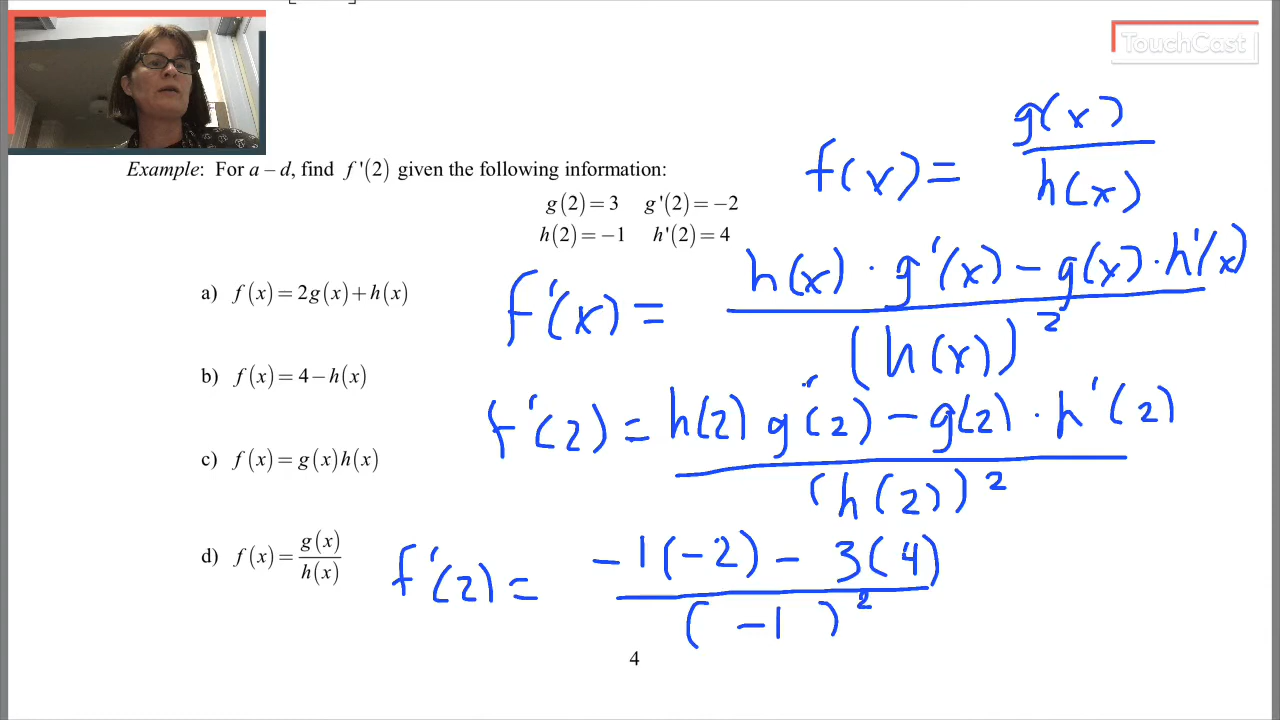 TouchCast
Example: For a – d, find f '(2) given the following information:
g(2) = 3 g '(2) = −2
h(2) = −1 h '(2) = 4
a) f(x) = 2g(x) + h(x)
b) f(x) = 4 − h(x)
c) f(x) = g(x)h(x)
d) f(x) = g(x)/h(x)
f(x) = g(x)/h(x)
f'(x) = h(x) · g'(x) − g(x) · h'(x)
(h(x))²
f'(2) = h(2) g'(2) − g(2) · h'(2)
(h(2))²
f'(2) = −1(−2) − 3(4)
(−1)²
4